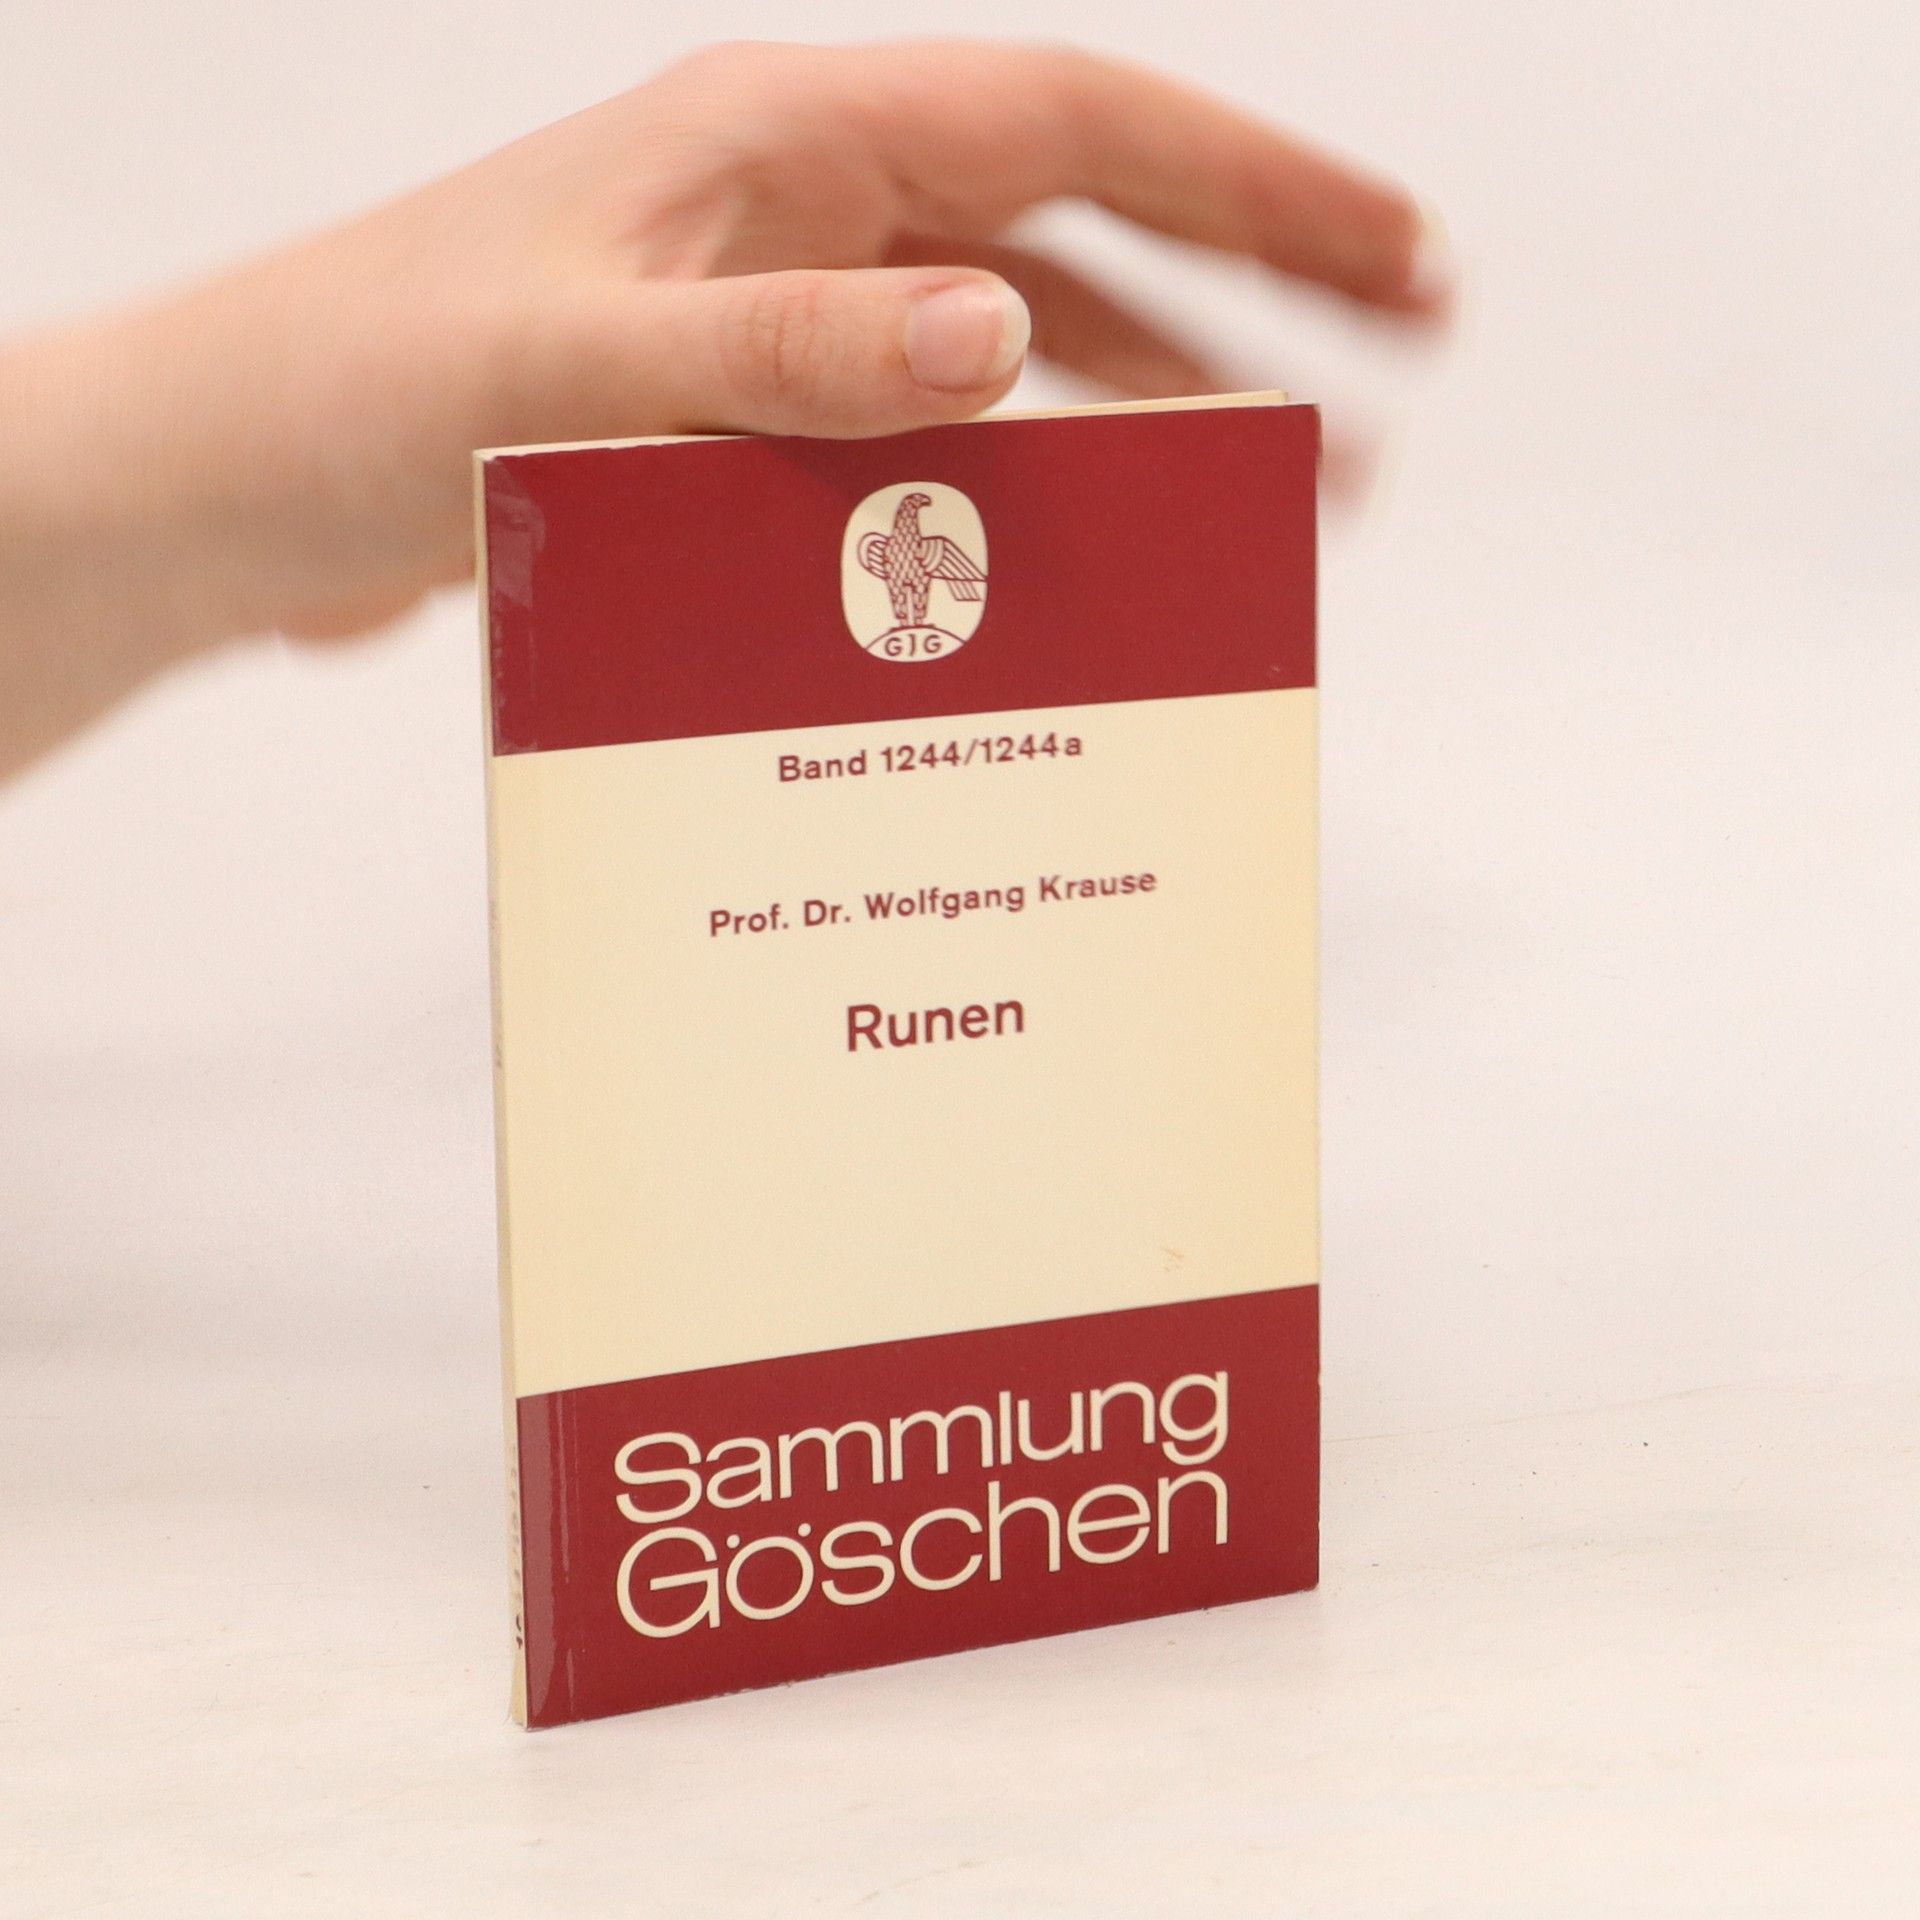 GJG
Band 1244/1244a
Prof. Dr. Wolfgang Krause
Runen
Sammlung
Göschen